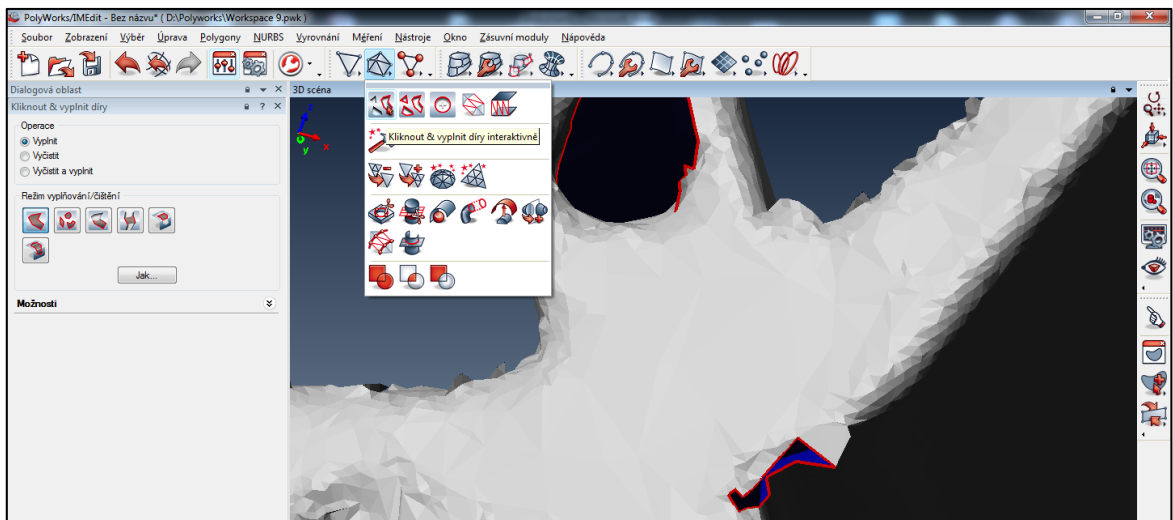 PolyWorks/IMEdit - Bez názvu* ( D:\Polyworks\Workspace 9.pwk )
Soubor Zobrazení Výběr Úprava Polygony NURBS Vyrovnání Měření Nástroje Okno Zásuvní moduly Nápověda
Dialogová oblast
3D scéna
Kliknout & vyplnit díry
Operace
Vyplnit
Vyčistit
Vyčistit a vyplnit
Režim vyplňování/čištění
Jak...
Možnosti
Kliknout & vyplnit díry interaktivně
z
x
y